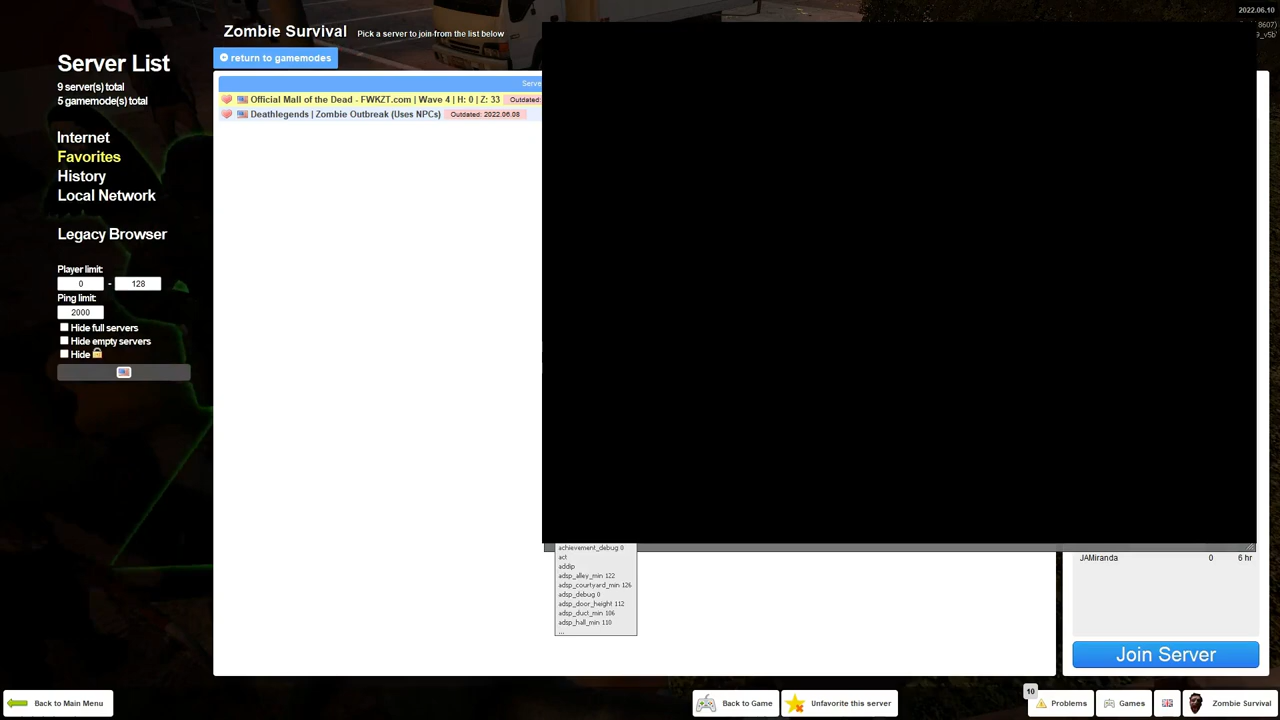 2022.06.10
8607)
9_v5b'
Zombie Survival
Pick a server to join from the list below
return to gamemodes
Server List
9 server(s) total
5 gamemode(s) total
Internet
Favorites
History
Local Network
Legacy Browser
Player limit:
0 - 128
Ping limit:
2000
Hide full servers
Hide empty servers
Hide
Serve
Official Mall of the Dead - FWKZT.com | Wave 4 | H: 0 | Z: 33 Outdated:
Deathlegends | Zombie Outbreak (Uses NPCs) Outdated: 2022.06.08
achievement_debug 0
act
addip
adsp_alley_min 122
adsp_courtyard_min 126
adsp_debug 0
adsp_door_height 112
adsp_duct_min 106
adsp_hall_min 110
...
JAMiranda 0 6 hr
Join Server
Back to Main Menu
Back to Game
Unfavorite this server
10
Problems
Games
Zombie Survival